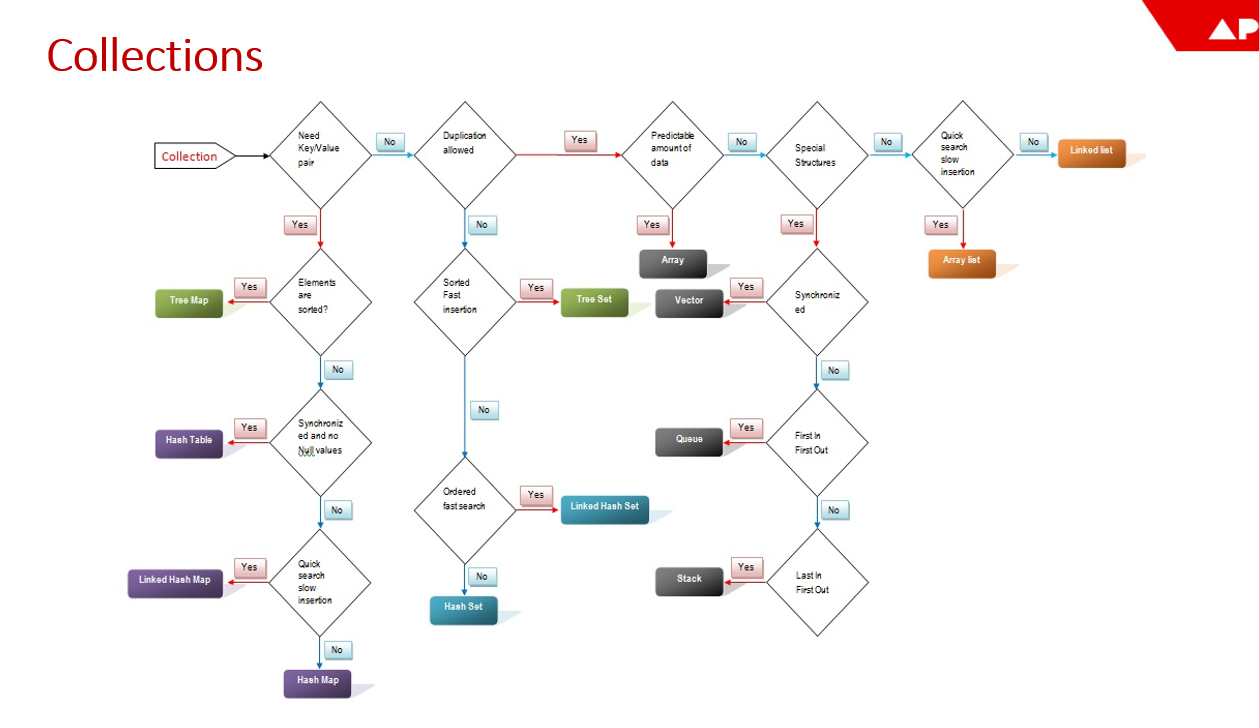 Collections
AP
Collection
Need
Key/Value
pair
No
Duplication
allowed
Yes
Predictable
amount of
data
No
Special
Structures
No
Quick
search
slow
insertion
No
Linked list
Yes
No
Yes
Yes
Yes
Array
Array list
Tree Map
Yes
Elements
are
sorted?
Sorted
Fast
insertion
Yes
Tree Set
Vector
Yes
Synchroniz
ed
No
No
No
Hash Table
Yes
Synchroniz
ed and no
Null values
Queue
Yes
First In
First Out
No
Ordered
fast search
Yes
Linked Hash Set
No
Linked Hash Map
Yes
Quick
search
slow
insertion
No
Hash Set
Stack
Yes
Last In
First Out
No
Hash Map